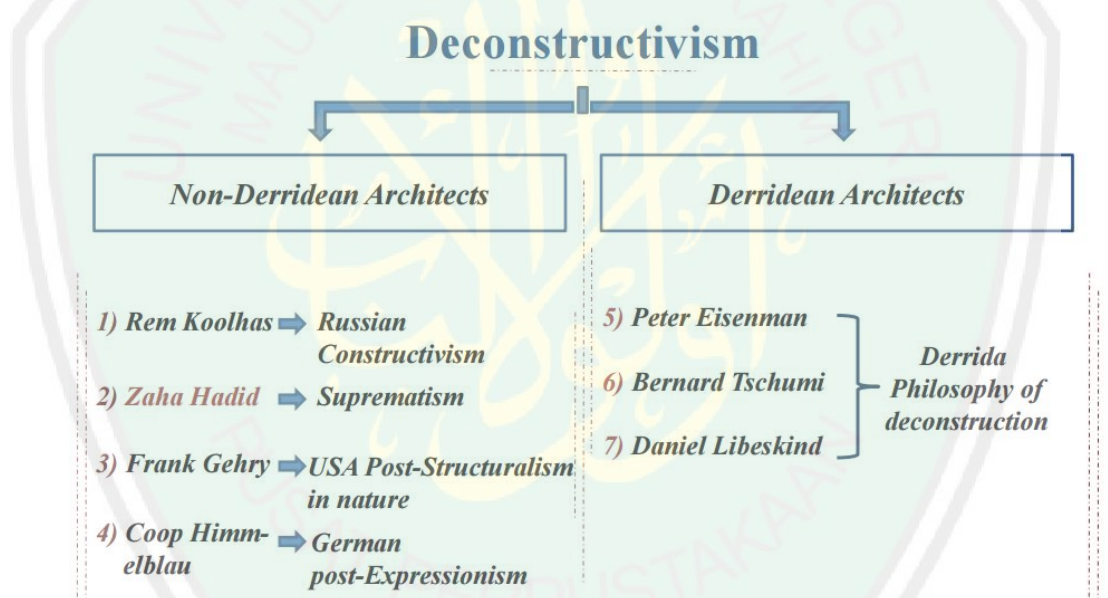 Deconstructivism
Non-Derridean Architects
Derridean Architects
1) Rem Koolhas
Russian
Constructivism
2) Zaha Hadid
Suprematism
3) Frank Gehry
USA Post-Structuralism
in nature
4) Coop Himm-
elblau
German
post-Expressionism
5) Peter Eisenman
6) Bernard Tschumi
7) Daniel Libeskind
Derrida
Philosophy of
deconstruction